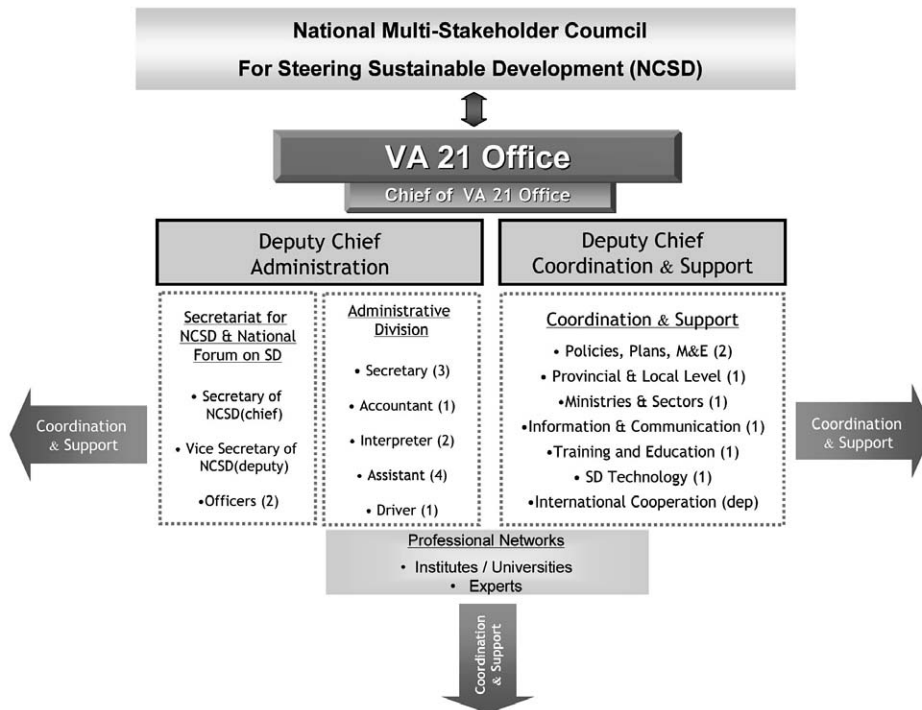 National Multi-Stakeholder Coumcil
For Steering Sustainable Development (NCSD)
VA 21 Office
Chief of VA 21 Office
Deputy Chief
Administration
Deputy Chief
Coordination & Support
Secretariat for
NCSD & National
Forum on SD
• Secretary of
NCSD(chief)
• Vice Secretary of
NCSD(deputy)
•Officers (2)
Administrative
Division
• Secretary (3)
• Accountant (1)
• Interpreter (2)
• Assistant (4)
• Driver (1)
Coordination & Support
• Policies, Plans, M&E (2)
• Provincial & Local Level (1)
•Ministries & Sectors (1)
•Information & Communication (1)
•Training and Education (1)
• SD Technology (1)
•International Cooperation (dep)
Coordination
& Support
Coordination
& Support
Professional Networks
• Institutes / Universities
• Experts
Coordination
& Support